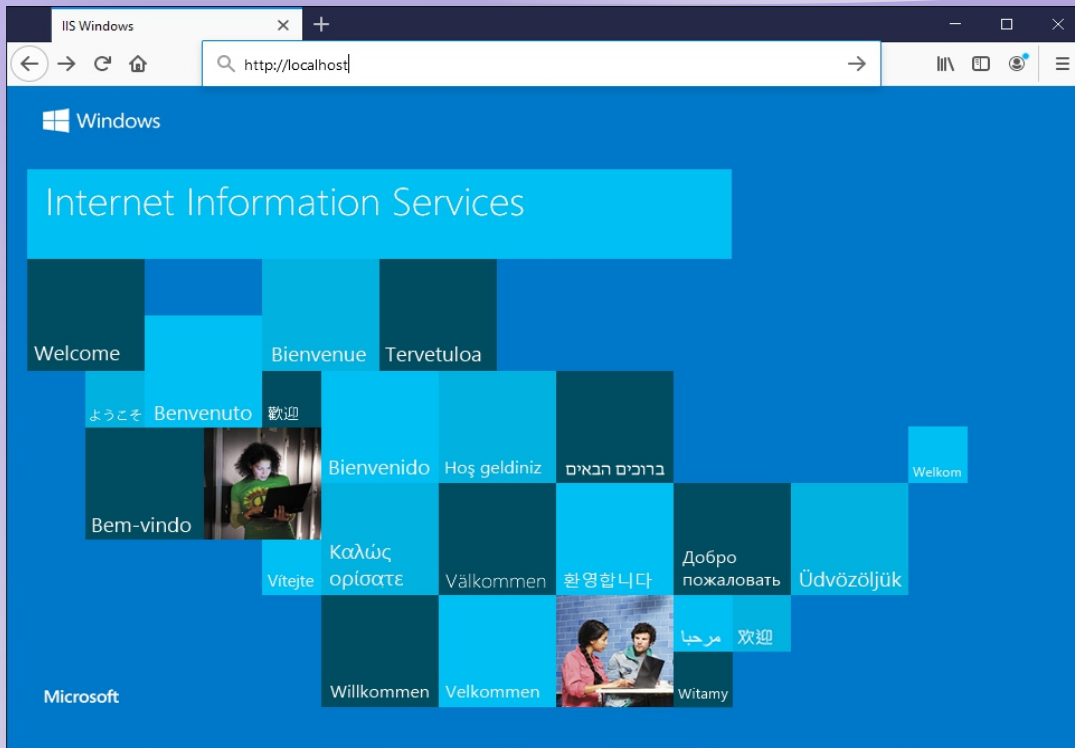 IIS Windows
http://localhost
Windows
Internet Information Services
Welcome
Bienvenue
Tervetuloa
ようこそ
Benvenuto
歡迎
Bienvenido
Hoş geldiniz
ברוכים הבאים
Welkom
Bem-vindo
Vítejte
Καλώς
ορίσατε
Välkommen
환영합니다
Добро
пожаловать
Üdvözöljük
مرحبا
欢迎
Microsoft
Willkommen
Velkommen
Witamy